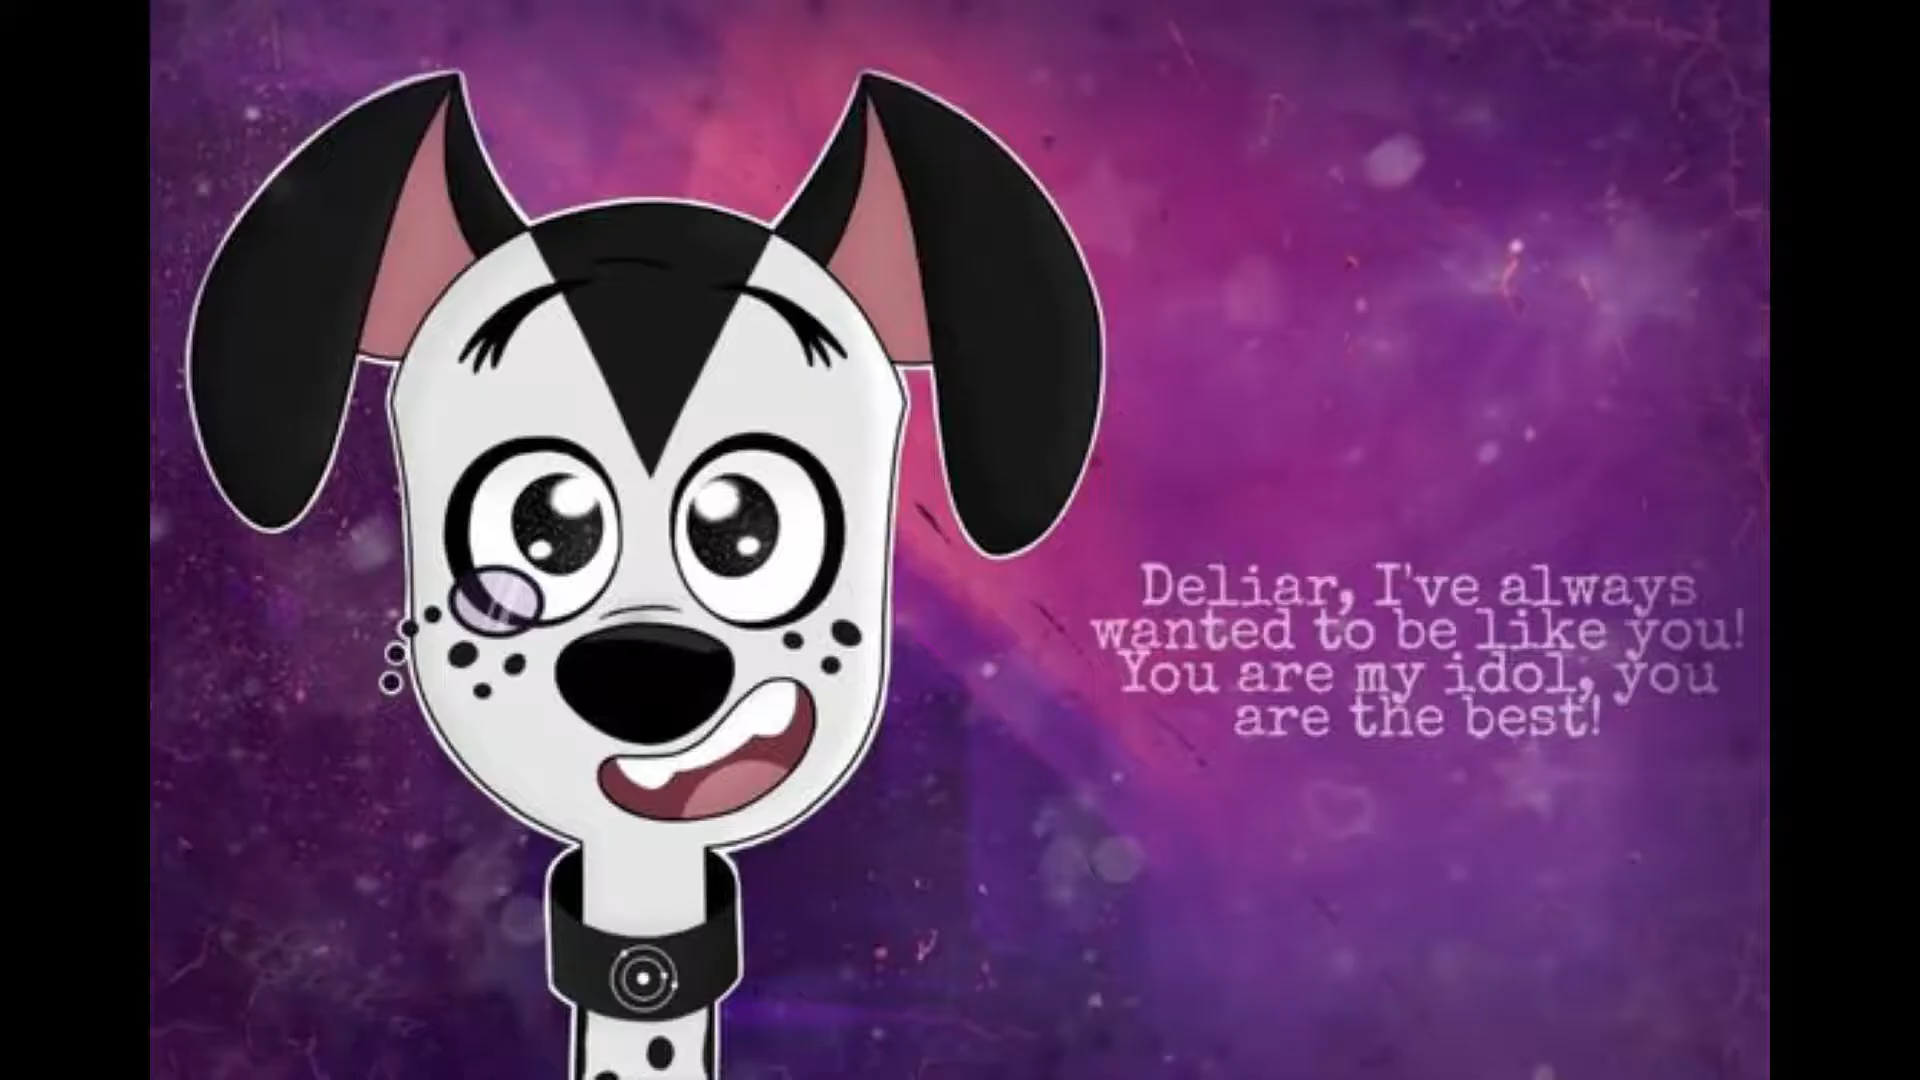 Deliar, I've always
wanted to be like you!
You are my idol, you
are the best!